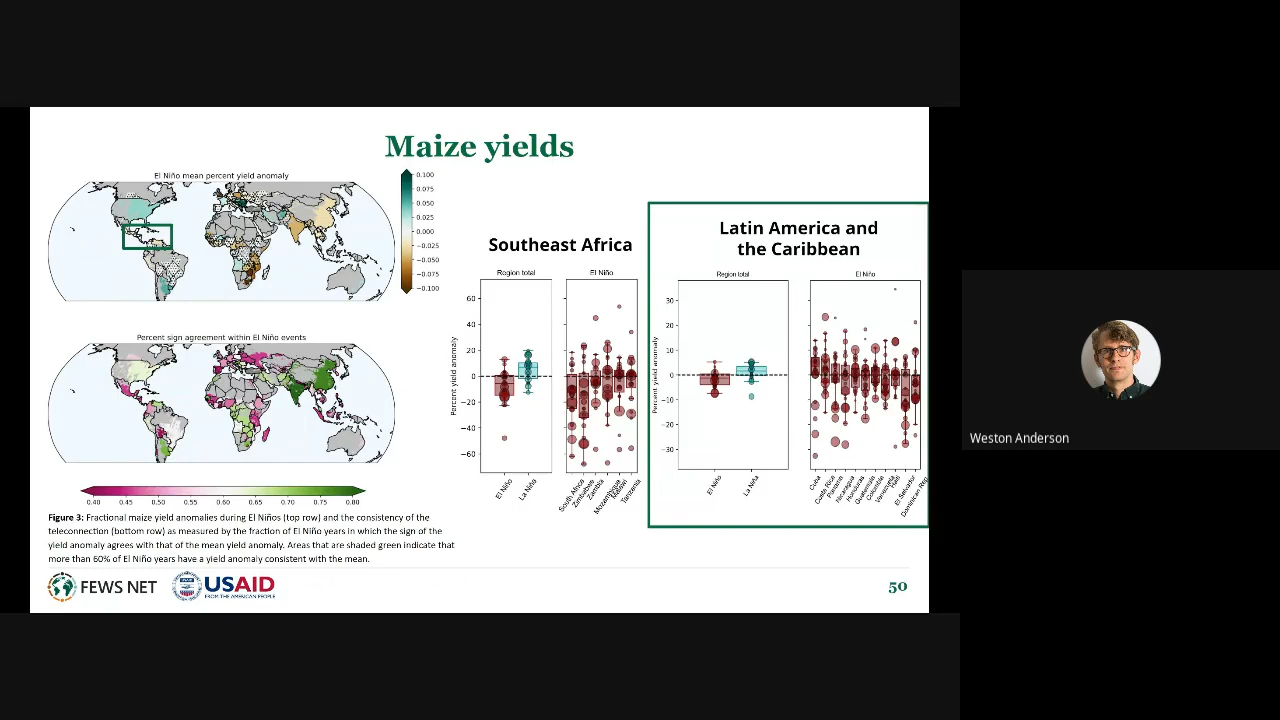 Maize yields
El Niño mean percent yield anomaly
0.100
0.075
0.050
0.025
0.000
−0.025
−0.050
−0.075
−0.100
Percent sign agreement within El Niño events
0.40 0.45 0.50 0.55 0.60 0.65 0.70 0.75 0.80
Figure 3: Fractional maize yield anomalies during El Niños (top row) and the consistency of the
teleconnection (bottom row) as measured by the fraction of El Niño years in which the sign of the
yield anomaly agrees with that of the mean yield anomaly. Areas that are shaded green indicate that
more than 60% of El Niño years have a yield anomaly consistent with the mean.
Southeast Africa
Region total
El Niño
Percent yield anomaly
60
40
20
0
−20
−40
−60
El Niño
La Niña
South Africa
Zimbabwe
Zambia
Malawi
Tanzania
Latin America and
the Caribbean
Region total
El Niño
Percent yield anomaly
30
20
10
0
−10
−20
−30
El Niño
La Niña
Cuba
Costa Rica
Panama
Nicaragua
Honduras
Guatemala
Colombia
Venezuela
Haiti
El Salvador
Dominican Rep.
FEWS NET
USAID
FROM THE AMERICAN PEOPLE
50
Weston Anderson